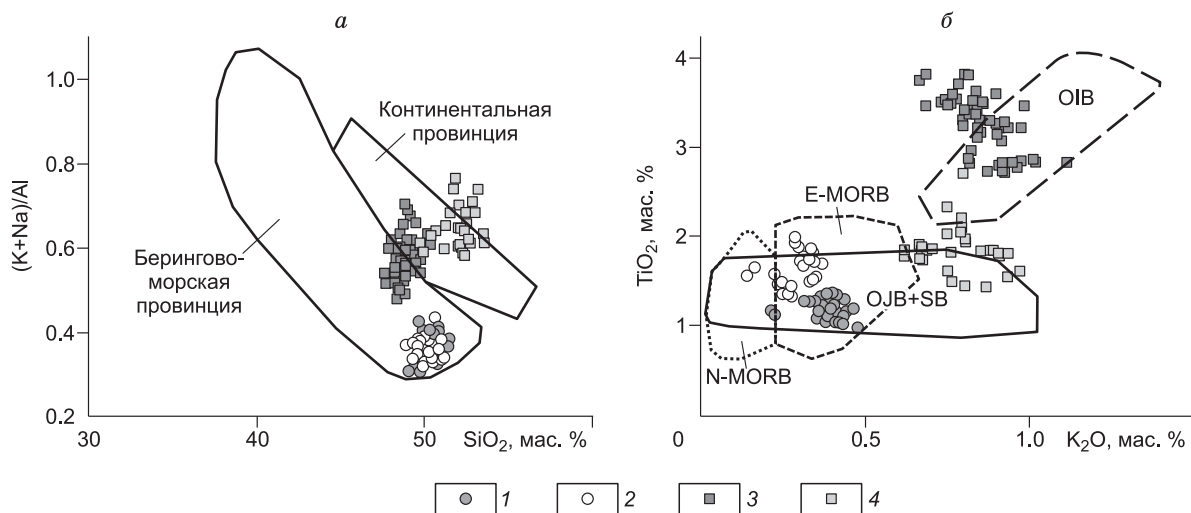 а
(K+Na)/Al
1.0
0.8
0.6
0.4
0.2
Континентальная
провинция
Берингово-
морская
провинция
30
40
50
SiO₂, мас. %
б
TiO₂, мас. %
4
3
2
1
OIB
E-MORB
OJB+SB
N-MORB
0
0.5
1.0
K₂O, мас. %
1
2
3
4